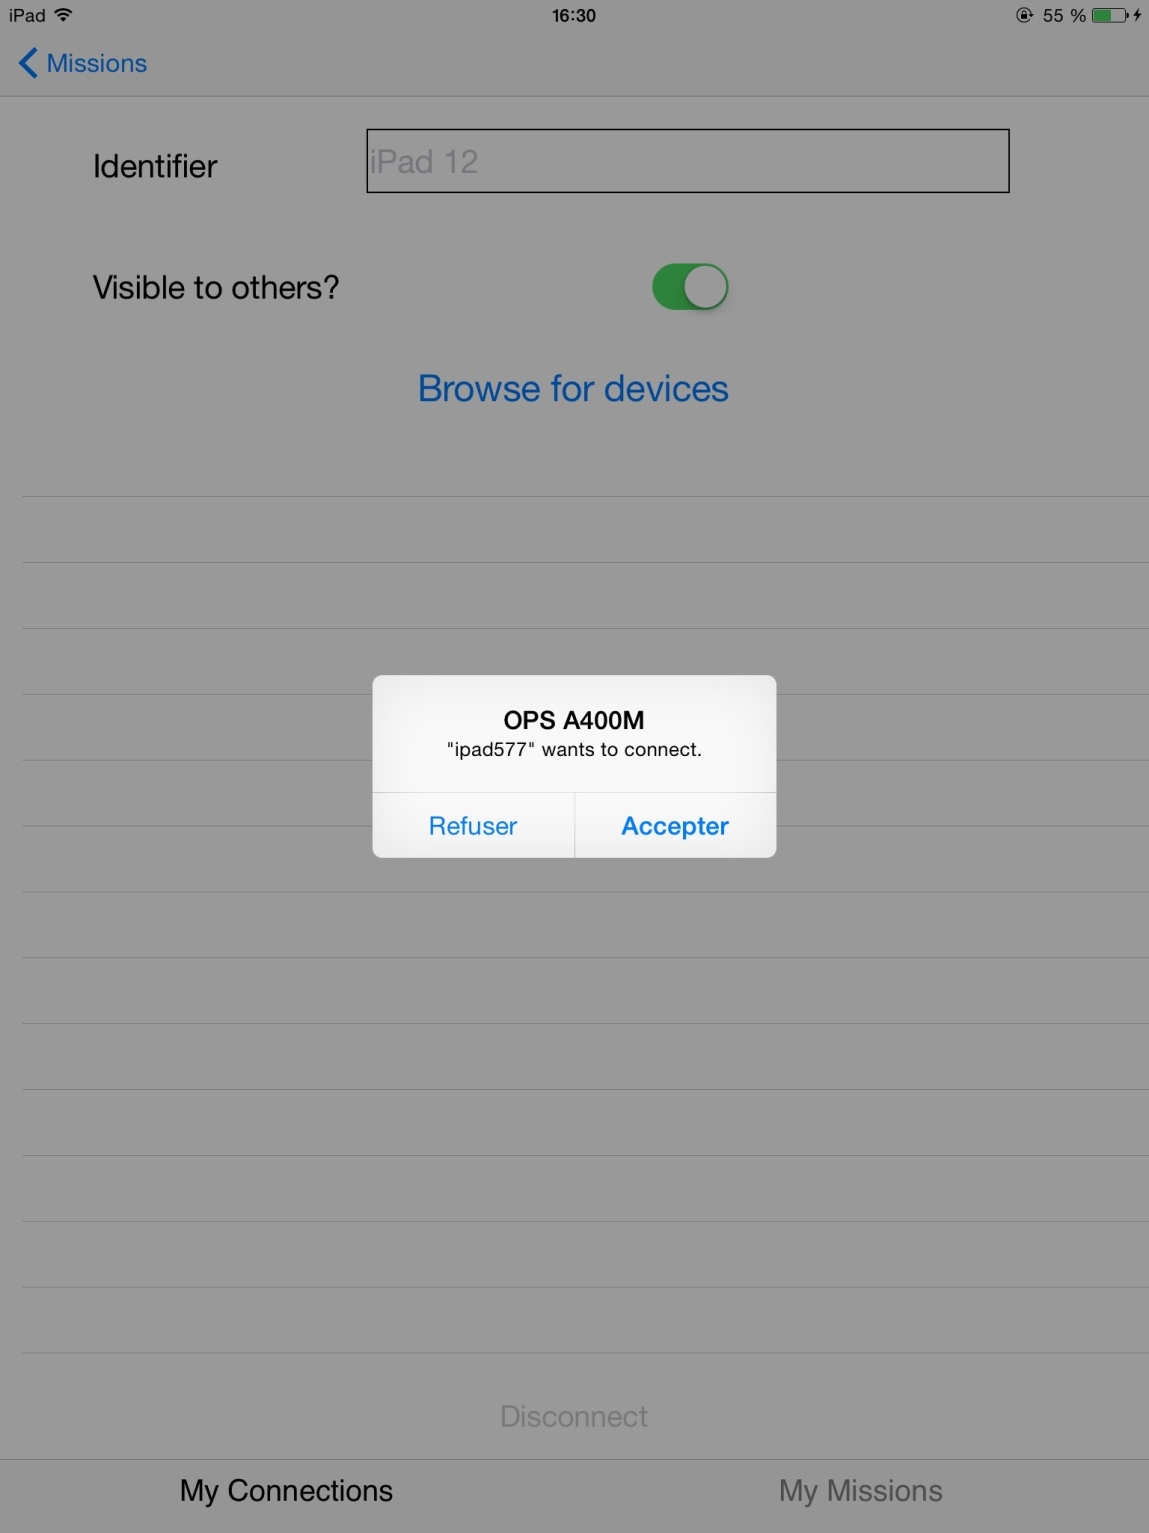 iPad 16:30 55 %
Missions
Identifier iPad 12
Visible to others?
Browse for devices
OPS A400M
"ipad577" wants to connect.
Refuser Accepter
Disconnect
My Connections My Missions